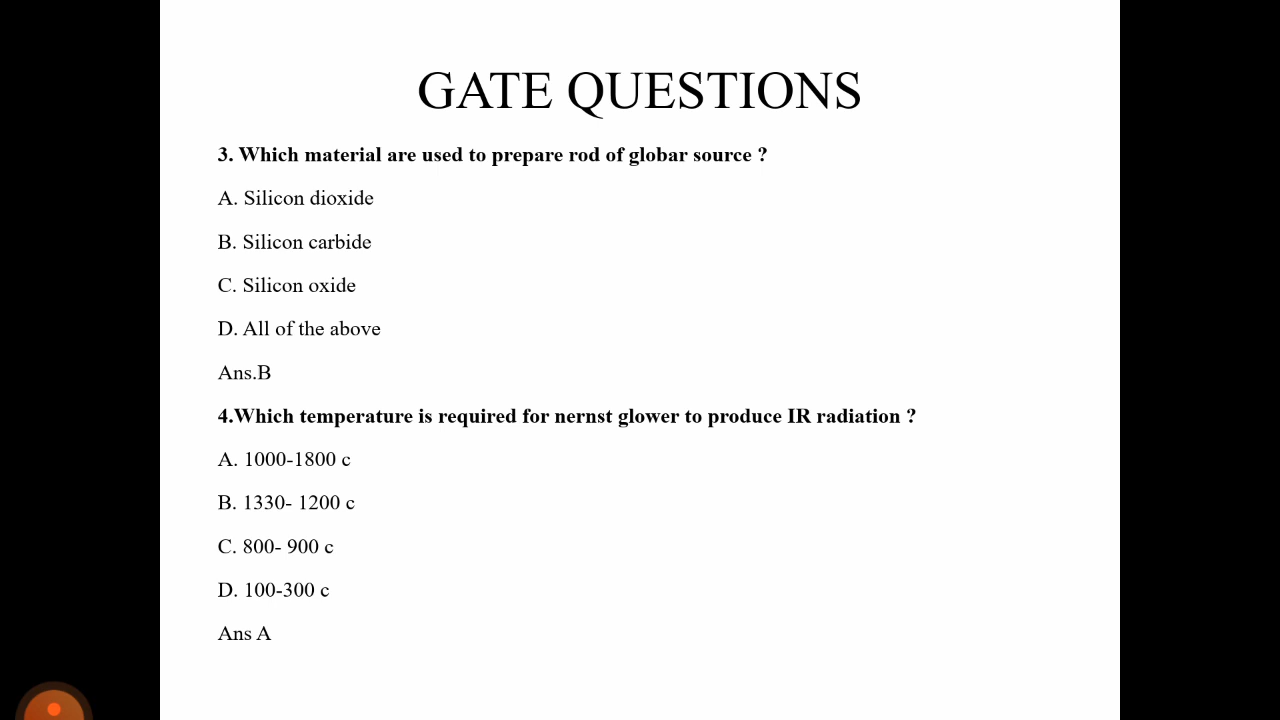 GATE QUESTIONS
3. Which material are used to prepare rod of globar source ?
A. Silicon dioxide
B. Silicon carbide
C. Silicon oxide
D. All of the above
Ans.B
4.Which temperature is required for nernst glower to produce IR radiation ?
A. 1000-1800 c
B. 1330- 1200 c
C. 800- 900 c
D. 100-300 c
Ans A